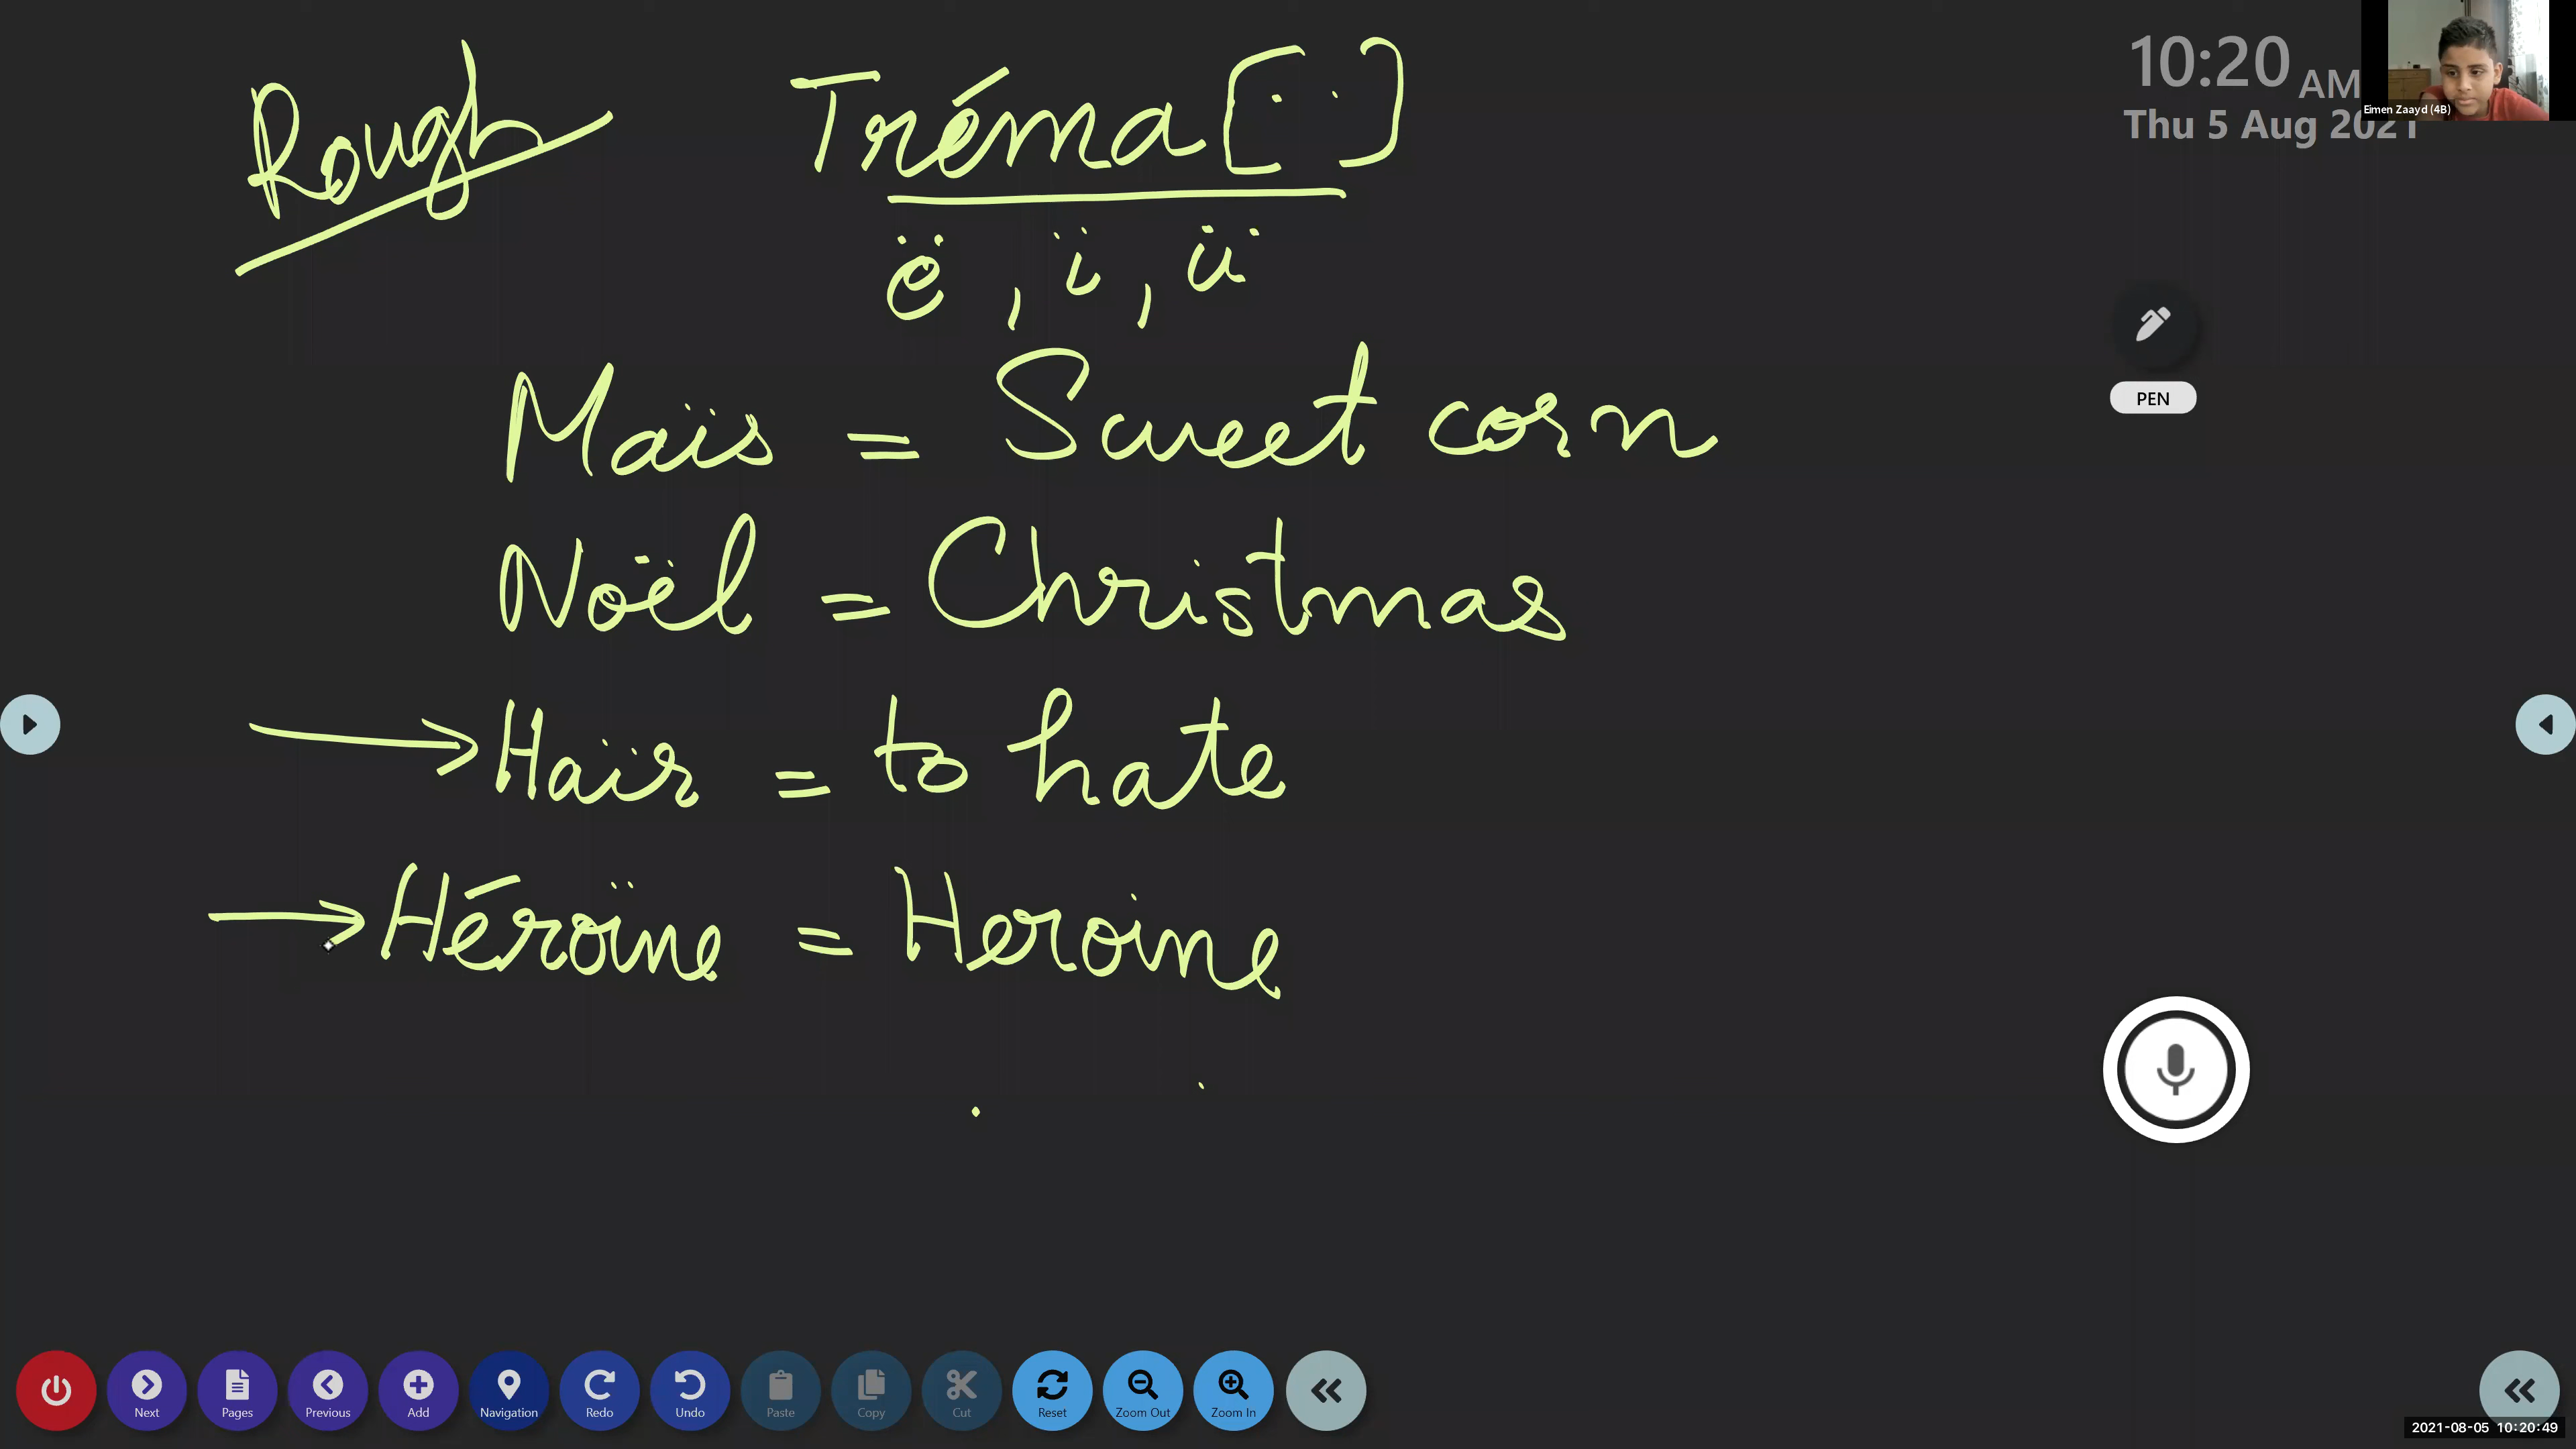 Rough
Tréma [¨]
ë, ï, ü
Maïs = Sweet corn
Noël = Christmas
→ Haïr = to hate
→ Héroïne = Heroine
10:20 AM
Thu 5 Aug 2021
Eimen Zaayd (4B)
PEN
Next Pages Previous Add Navigation Redo Undo Paste Copy Cut Reset Zoom Out Zoom In
2021-08-05 10:20:49